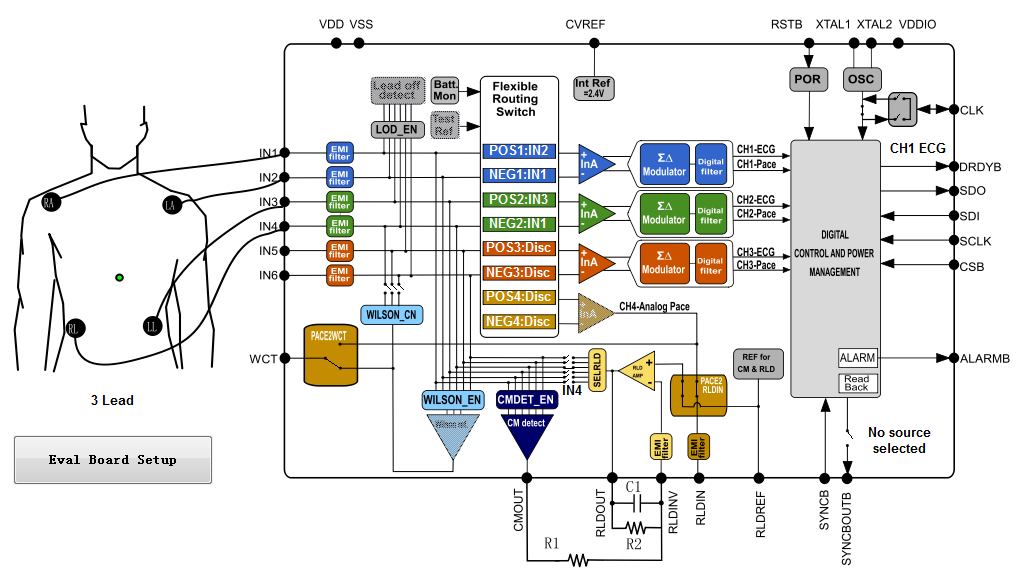 VDD VSS CVREF RSTB XTAL1 XTAL2 VDDIO
Lead off
detect
Batt.
Mon
Flexible
Routing
Switch
Int Ref
=2.4V
POR
OSC
Test
Ref
LOD_EN
CLK
CH1 ECG
IN1
IN2
IN3
IN4
IN5
IN6
EMI
filter
EMI
filter
EMI
filter
EMI
filter
EMI
filter
EMI
filter
POS1:IN2
NEG1:IN1
POS2:IN3
NEG2:IN1
POS3:Disc
NEG3:Disc
POS4:Disc
NEG4:Disc
+
InA
-
+
InA
-
+
InA
-
InA
ΣΔ
Modulator
Digital
filter
CH1-ECG
CH1-Pace
ΣΔ
Modulator
Digital
filter
CH2-ECG
CH2-Pace
ΣΔ
Modulator
Digital
filter
CH3-ECG
CH3-Pace
CH4-Analog Pace
DIGITAL
CONTROL AND POWER
MANAGEMENT
DRDYB
SDO
SDI
SCLK
CSB
ALARMB
ALARM
Read
Back
RA
LA
RL
LL
WILSON_CN
PACE2WCT
WCT
WILSON_EN
Wilson ref.
CMDET_EN
CM detect
IN4
SELRLD
RLD
AMP
+
-
PACE2
RLDIN
REF for
CM & RLD
EMI
filter
EMI
filter
3 Lead
Eval Board Setup
No source
selected
CMOUT
RLDOUT
RLDINV
RLDIN
RLDREF
SYNCB
SYNCBOUTB
C1
R2
R1